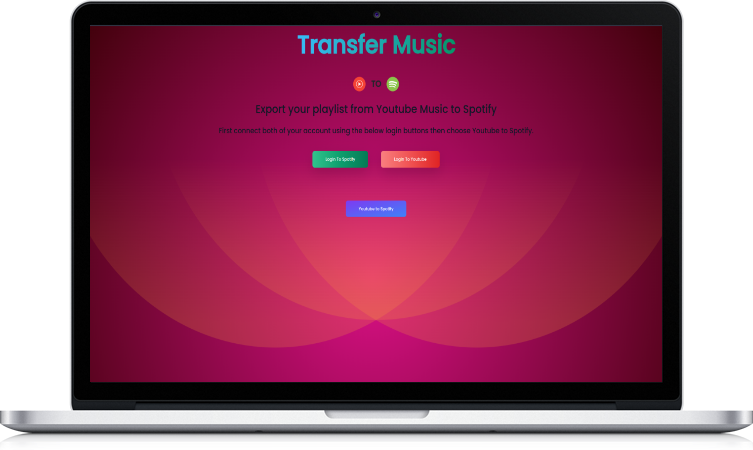 Transfer Music
TO
Export your playlist from Youtube Music to Spotify
First connect both of your account using the below login buttons then choose Youtube to Spotify.
Login To Spotify
Login To Youtube
Youtube to Spotify